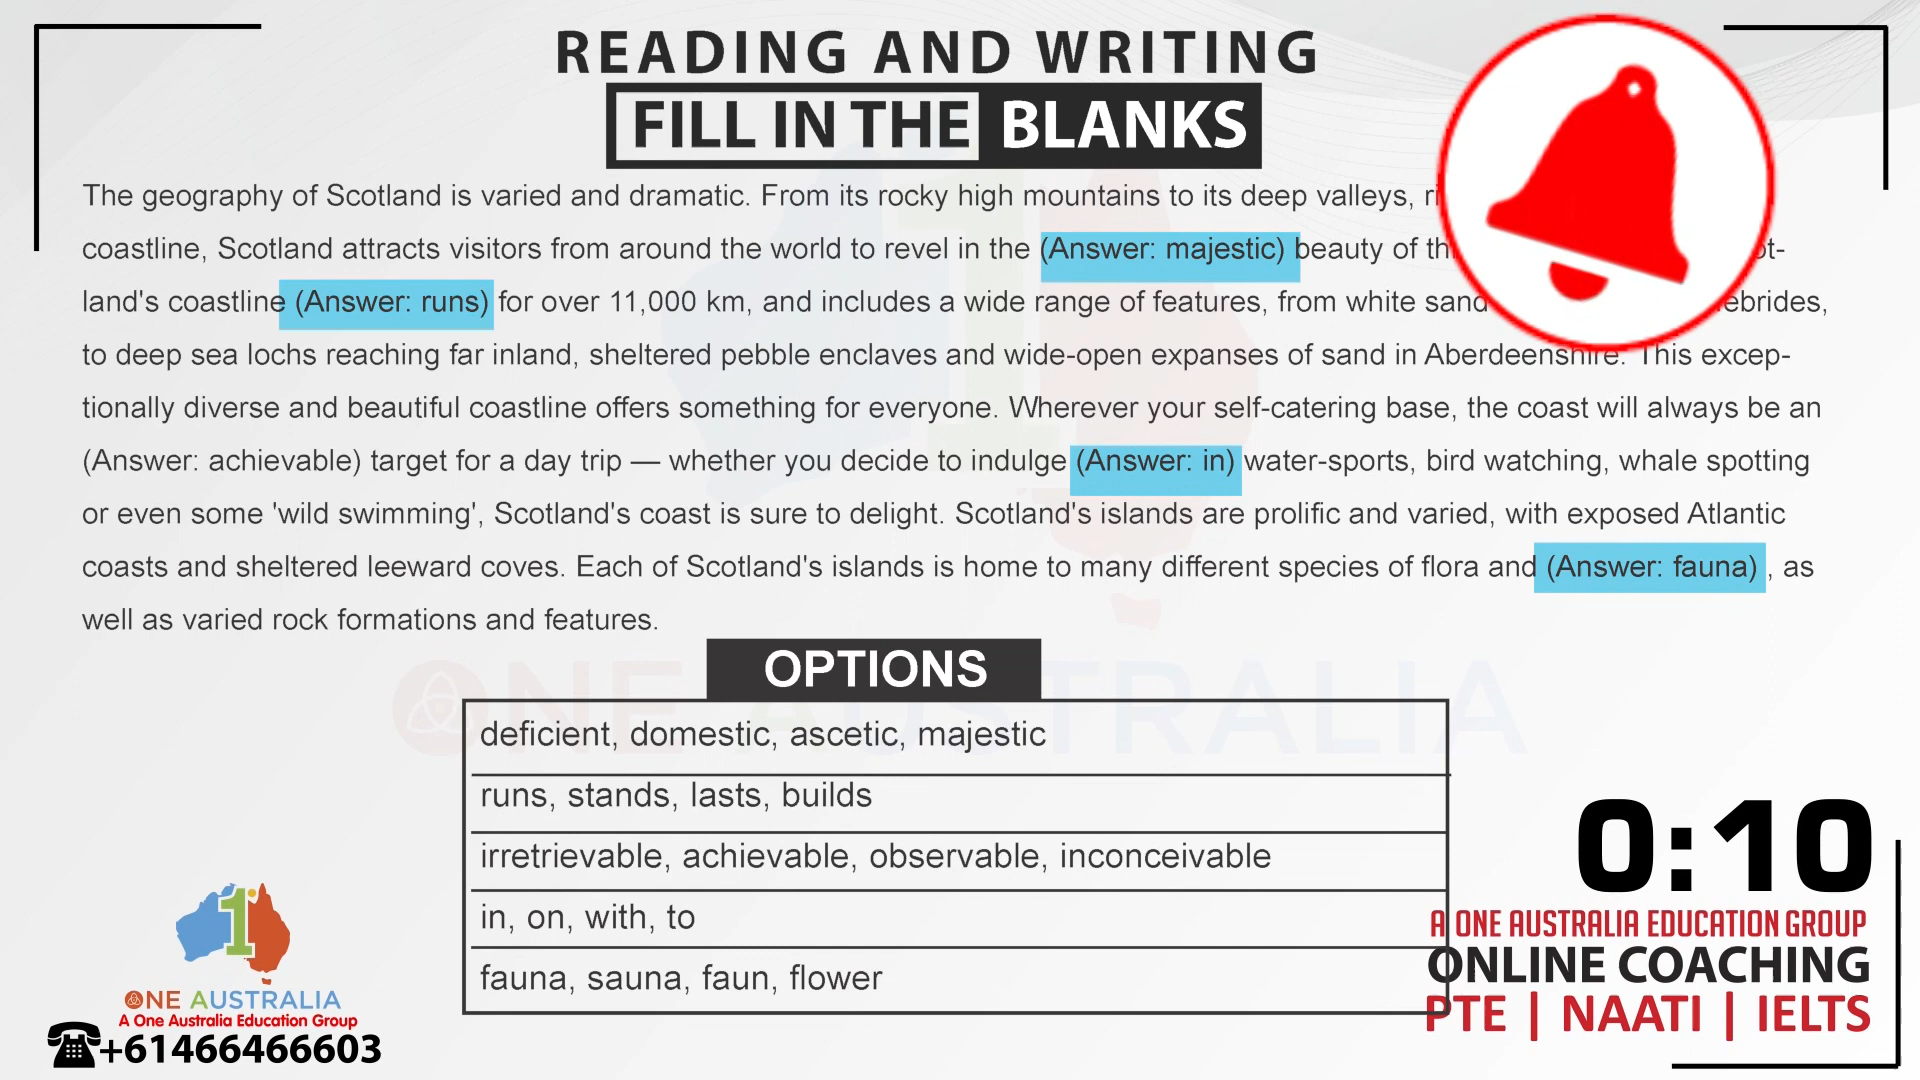 READING AND WRITING
FILL IN THE BLANKS
The geography of Scotland is varied and dramatic. From its rocky high mountains to its deep valleys,
coastline, Scotland attracts visitors from around the world to revel in the (Answer: majestic) beauty of
land's coastline (Answer: runs) for over 11,000 km, and includes a wide range of features, from white
to deep sea lochs reaching far inland, sheltered pebble enclaves and wide-open expanses of sand in Aberdeenshire. This excep-
tionally diverse and beautiful coastline offers something for everyone. Wherever your self-catering base, the coast will always be an
(Answer: achievable) target for a day trip — whether you decide to indulge (Answer: in) water-sports, bird watching, whale spotting
or even some 'wild swimming', Scotland's coast is sure to delight. Scotland's islands are prolific and varied, with exposed Atlantic
coasts and sheltered leeward coves. Each of Scotland's islands is home to many different species of flora and (Answer: fauna) , as
well as varied rock formations and features.
OPTIONS
ONE AUSTRALIA
deficient, domestic, ascetic, majestic
runs, stands, lasts, builds
irretrievable, achievable, observable, inconceivable
in, on, with, to
fauna, sauna, faun, flower
0:10
A ONE AUSTRALIA EDUCATION GROUP
ONLINE COACHING
PTE | NAATI | IELTS
1
ONE AUSTRALIA
A One Australia Education Group
+61466466603